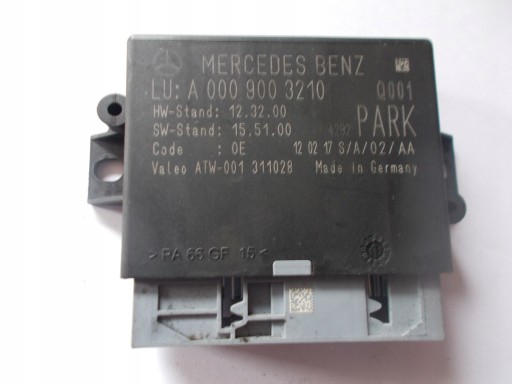 MERCEDES BENZ
LU: A 000 900 3210 Q001
HW-Stand: 12.32.00
SW-Stand: 15.51.00 4292 PARK
Code : 0E 12 02 17 S/A/02/AA
Valeo ATW-001 311028 Made in Germany
>PA 66 GF 15<